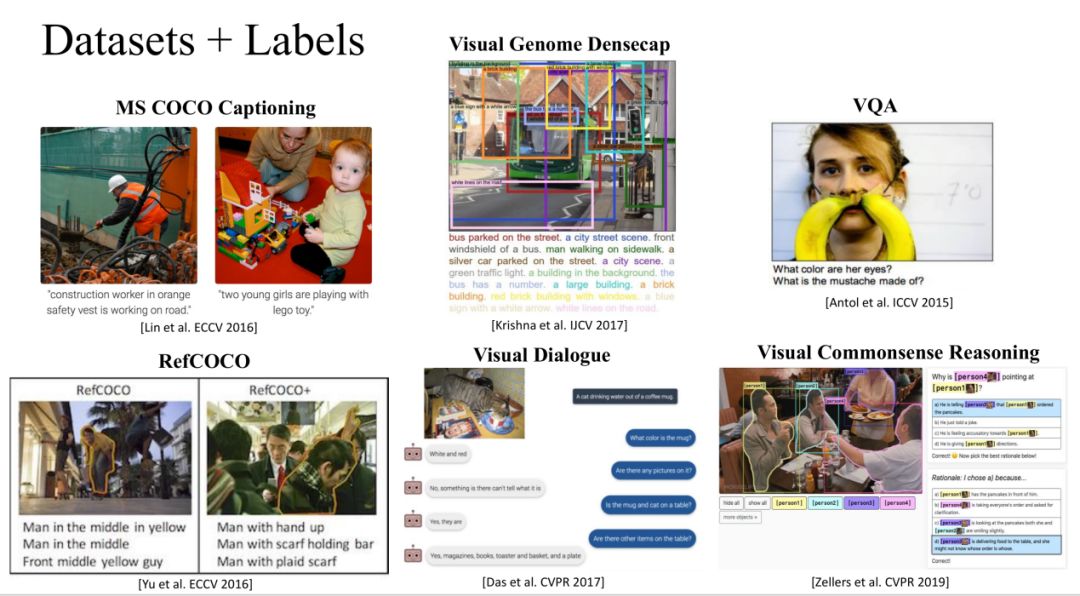 Datasets + Labels
MS COCO Captioning
"construction worker in orange
safety vest is working on road."
"two young girls are playing with
lego toy."
[Lin et al. ECCV 2016]
Visual Genome Densecap
a brick building
red brick building with windows
a blue sign with a white arrow
a green traffic light
the bus has a number
white lines on the road
bus parked on the street. a city street scene. front
windshield of a bus. man walking on sidewalk. a
silver car parked on the street. a city scene. a
green traffic light. a building in the background. the
bus has a number. a large building. a brick
building. red brick building with windows. a blue
sign with a white arrow. white lines on the road.
[Krishna et al. IJCV 2017]
VQA
What color are her eyes?
What is the mustache made of?
[Antol et al. ICCV 2015]
RefCOCO
RefCOCO
Man in the middle in yellow
Man in the middle
Front middle yellow guy
RefCOCO+
Man with hand up
Man with scarf holding bar
Man with plaid scarf
[Yu et al. ECCV 2016]
Visual Dialogue
A cat drinking water out of a coffee mug.
What color is the mug?
White and red
Are there any pictures on it?
No, something is there can't tell what it is
Is the mug and cat on a table?
Yes, they are
Are there other items on the table?
Yes, magazines, books, toaster and basket, and a plate
[Das et al. CVPR 2017]
Visual Commonsense Reasoning
[person1]
[person2]
[person3]
[person4]
hide all
show all
[person1]
[person2]
[person3]
[person4]
more objects »
Why is [person4] pointing at
[person1]?
a) He is telling [person3] that [person1] ordered
the pancakes.
b) He just told a joke.
c) He is feeling accusatory towards [person1].
d) He is giving [person1] directions.
Correct! Now pick the best rationale below!
Rationale: I chose a) because...
a) [person1] has the pancakes in front of him.
b) [person4] is taking everyone's order and asked for
clarification.
c) [person3] is looking at the pancakes both she and
[person2] are smiling slightly.
d) [person3] is delivering food to the table, and she
might not know whose order is whose.
Correct!
[Zellers et al. CVPR 2019]